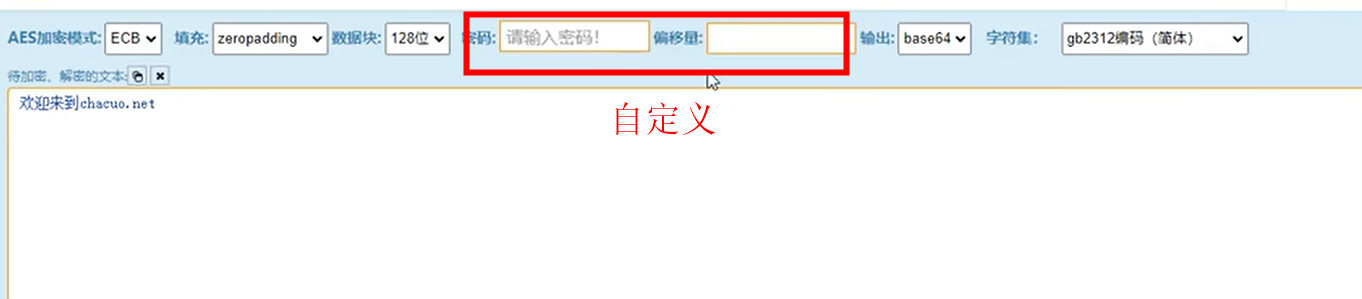 AES加密模式: ECB 填充: zeropadding 数据块: 128位 密码: 请输入密码! 偏移量: 输出: base64 字符集: gb2312编码（简体）
待加密、解密的文本:
欢迎来到chacuo.net
自定义